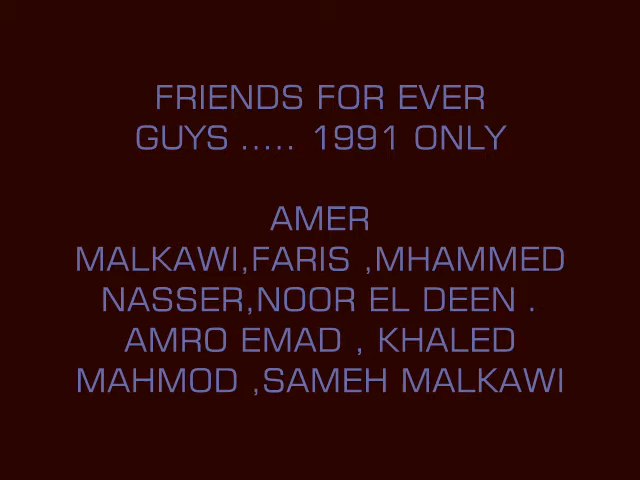 FRIENDS FOR EVER
GUYS ..... 1991 ONLY
AMER
MALKAWI,FARIS ,MHAMMED
NASSER,NOOR EL DEEN .
AMRO EMAD , KHALED
MAHMOD ,SAMEH MALKAWI